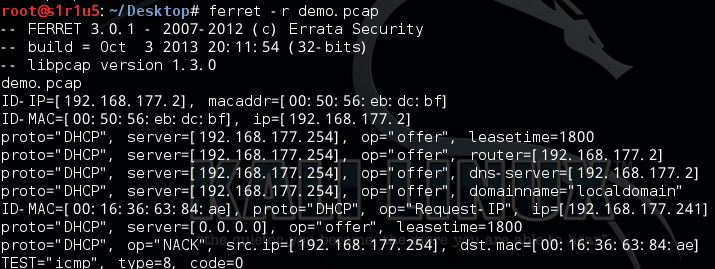 root@s1r1u5:~/Desktop# ferret -r demo.pcap
-- FERRET 3.0.1 - 2007-2012 (c) Errata Security
-- build = Oct  3 2013 20:11:54 (32-bits)
-- libpcap version 1.3.0
demo.pcap
ID-IP=[192.168.177.2], macaddr=[00:50:56:eb:dc:bf]
ID-MAC=[00:50:56:eb:dc:bf], ip=[192.168.177.2]
proto="DHCP", server=[192.168.177.254], op="offer", leasetime=1800
proto="DHCP", server=[192.168.177.254], op="offer", router=[192.168.177.2]
proto="DHCP", server=[192.168.177.254], op="offer", dns-server=[192.168.177.2]
proto="DHCP", server=[192.168.177.254], op="offer", domainname="localdomain"
ID-MAC=[00:16:36:63:84:ae], proto="DHCP", op="Request-IP", ip=[192.168.177.241]
proto="DHCP", server=[0.0.0.0], op="offer", leasetime=1800
proto="DHCP", op="NACK", src.ip=[192.168.177.254], dst.mac=[00:16:36:63:84:ae]
TEST="icmp", type=8, code=0
KALI LINUX